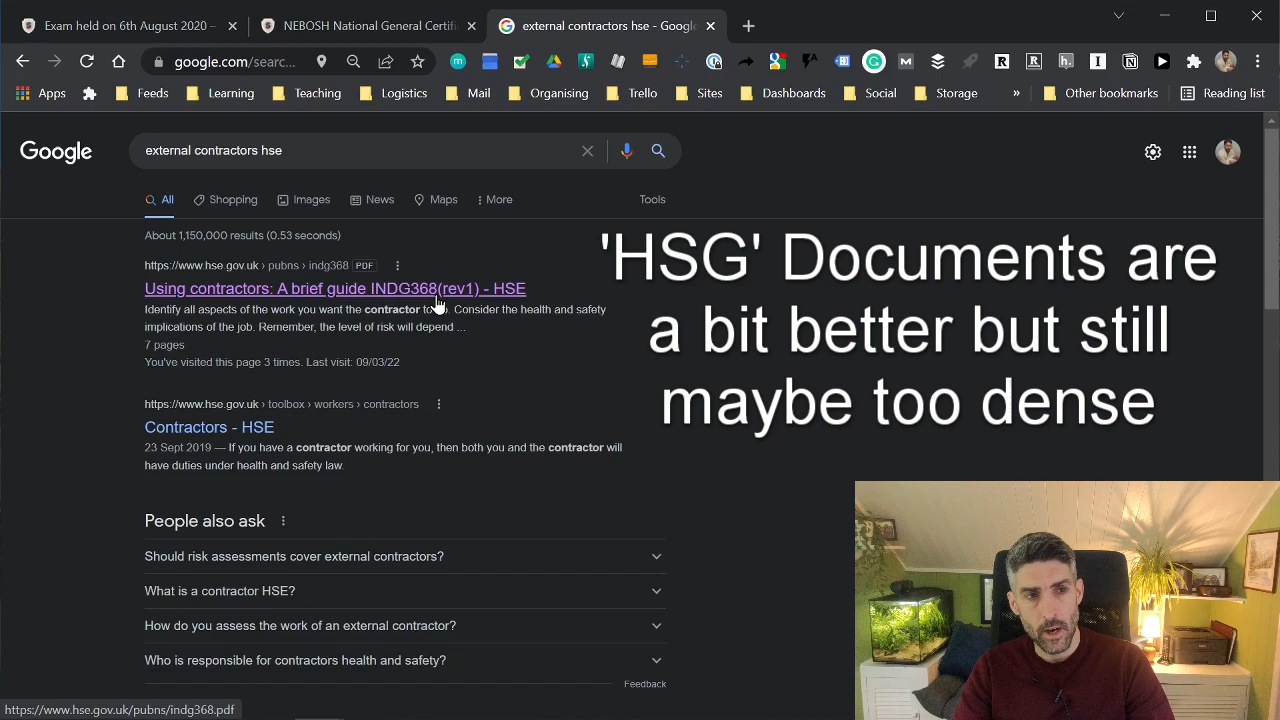 Exam held on 6th August 2020 –
NEBOSH National General Certifi
external contractors hse - Google
google.com/searc...
Apps
Feeds
Learning
Teaching
Logistics
Mail
Organising
Trello
Sites
Dashboards
Social
Storage
»
Other bookmarks
Reading list
Google
external contractors hse
All
Shopping
Images
News
Maps
More
Tools
About 1,150,000 results (0.53 seconds)
https://www.hse.gov.uk › pubns › indg368 PDF
Using contractors: A brief guide INDG368(rev1) - HSE
Identify all aspects of the work you want the contractor to do. Consider the health and safety
implications of the job. Remember, the level of risk will depend ...
7 pages
You've visited this page 3 times. Last visit: 09/03/22
https://www.hse.gov.uk › toolbox › workers › contractors
Contractors - HSE
23 Sept 2019 — If you have a contractor working for you, then both you and the contractor will
have duties under health and safety law.
People also ask
Should risk assessments cover external contractors?
What is a contractor HSE?
How do you assess the work of an external contractor?
Who is responsible for contractors health and safety?
Feedback
https://www.hse.gov.uk/pubns/indg368.pdf
'HSG' Documents are
a bit better but still
maybe too dense